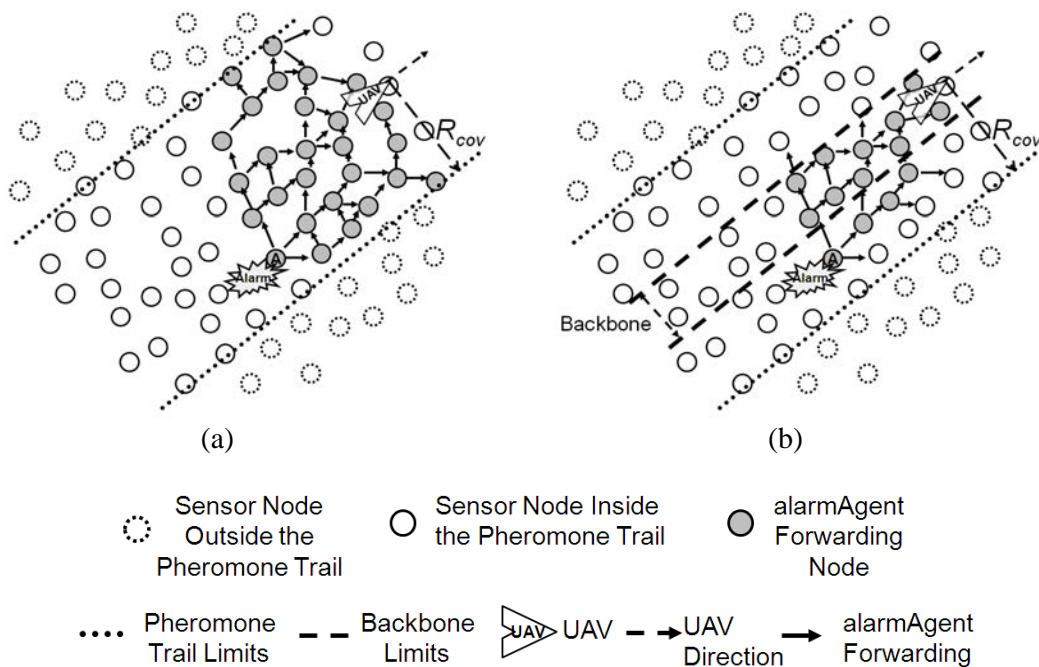 UAV
R_cov
A
Alarm
(a)
UAV
R_cov
A
Alarm
Backbone
(b)
Sensor Node
Outside the
Pheromone Trail
Sensor Node Inside
the Pheromone Trail
alarmAgent
Forwarding
Node
Pheromone
Trail Limits
Backbone
Limits
UAV
UAV
UAV
Direction
alarmAgent
Forwarding